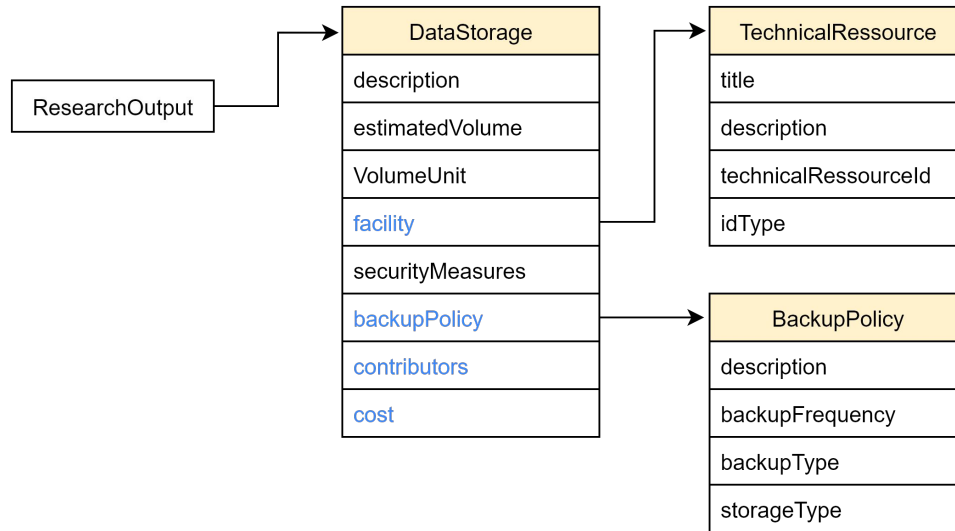 ResearchOutput
DataStorage
description
estimatedVolume
VolumeUnit
facility
securityMeasures
backupPolicy
contributors
cost
TechnicalRessource
title
description
technicalRessourceId
idType
BackupPolicy
description
backupFrequency
backupType
storageType